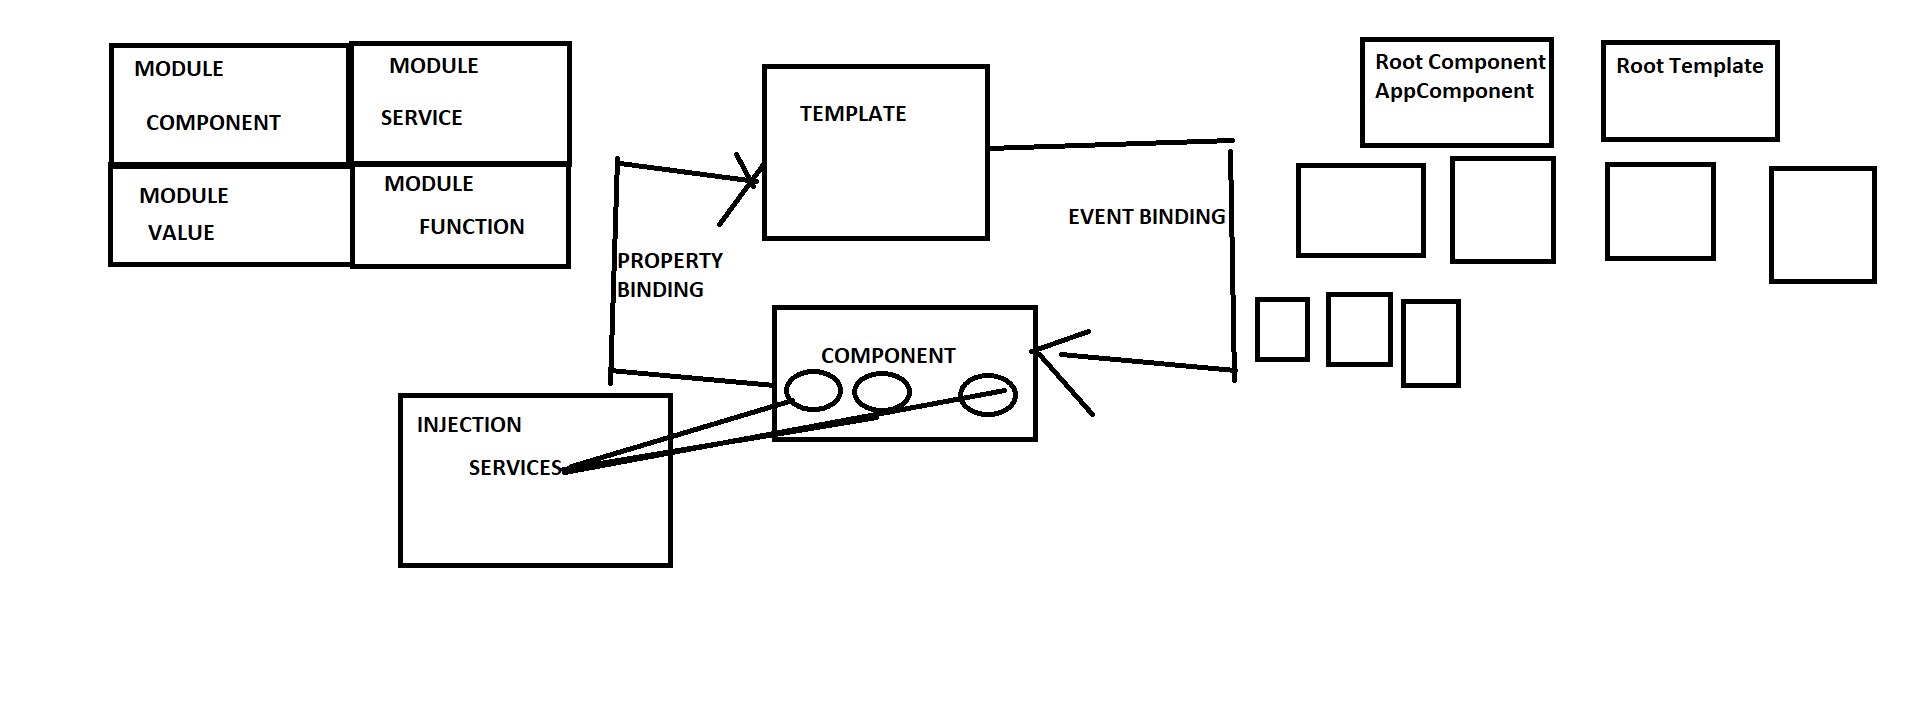 MODULE
COMPONENT
MODULE
SERVICE
MODULE
VALUE
MODULE
FUNCTION
TEMPLATE
PROPERTY
BINDING
EVENT BINDING
COMPONENT
INJECTION
SERVICES
Root Component
AppComponent
Root Template